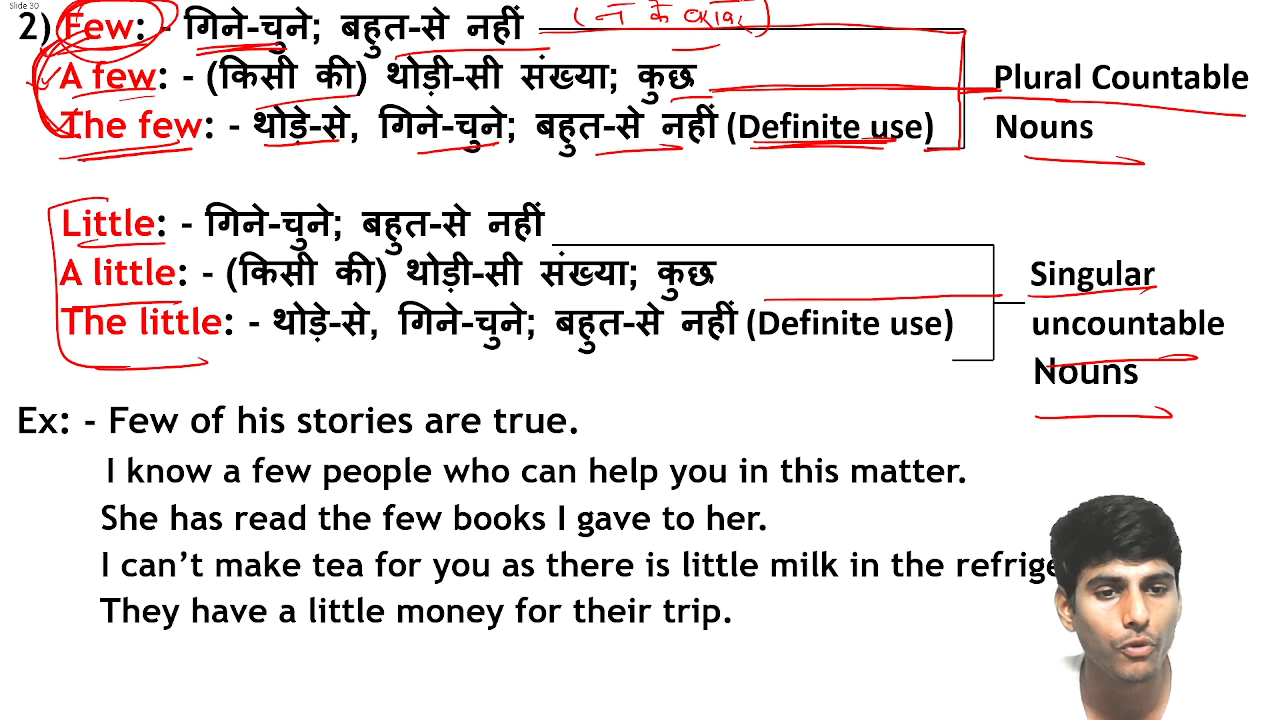 Slide 30
2) Few: - गिने-चुने; बहुत-से नहीं (न के बराबर)
A few: - (किसी की) थोड़ी-सी संख्या; कुछ
The few: - थोड़े-से, गिने-चुने; बहुत-से नहीं (Definite use)
Plural Countable
Nouns
Little: - गिने-चुने; बहुत-से नहीं
A little: - (किसी की) थोड़ी-सी संख्या; कुछ
The little: - थोड़े-से, गिने-चुने; बहुत-से नहीं (Definite use)
Singular
uncountable
Nouns
Ex: - Few of his stories are true.
I know a few people who can help you in this matter.
She has read the few books I gave to her.
I can’t make tea for you as there is little milk in the refrige
They have a little money for their trip.